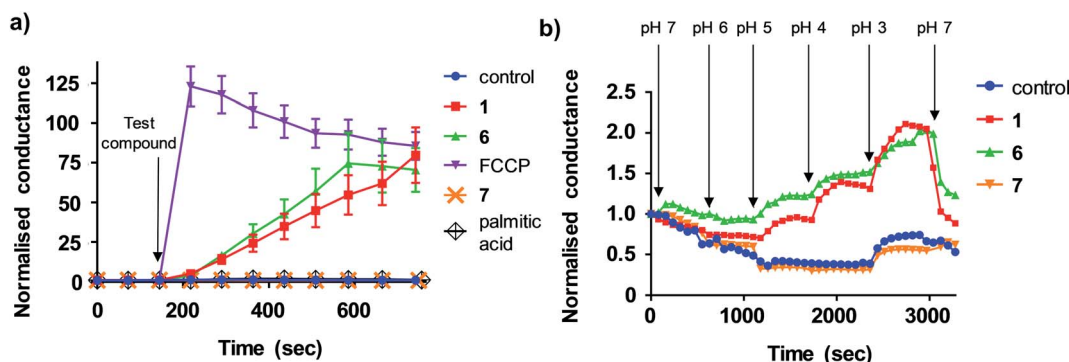 a)
Normalised conductance
125
100
75
50
25
0
Test
compound
0 200 400 600
Time (sec)
control
1
6
FCCP
7
palmitic
acid
b)
pH 7 pH 6 pH 5 pH 4 pH 3 pH 7
Normalised conductance
2.5
2.0
1.5
1.0
0.5
0
0 1000 2000 3000
Time (sec)
control
1
6
7